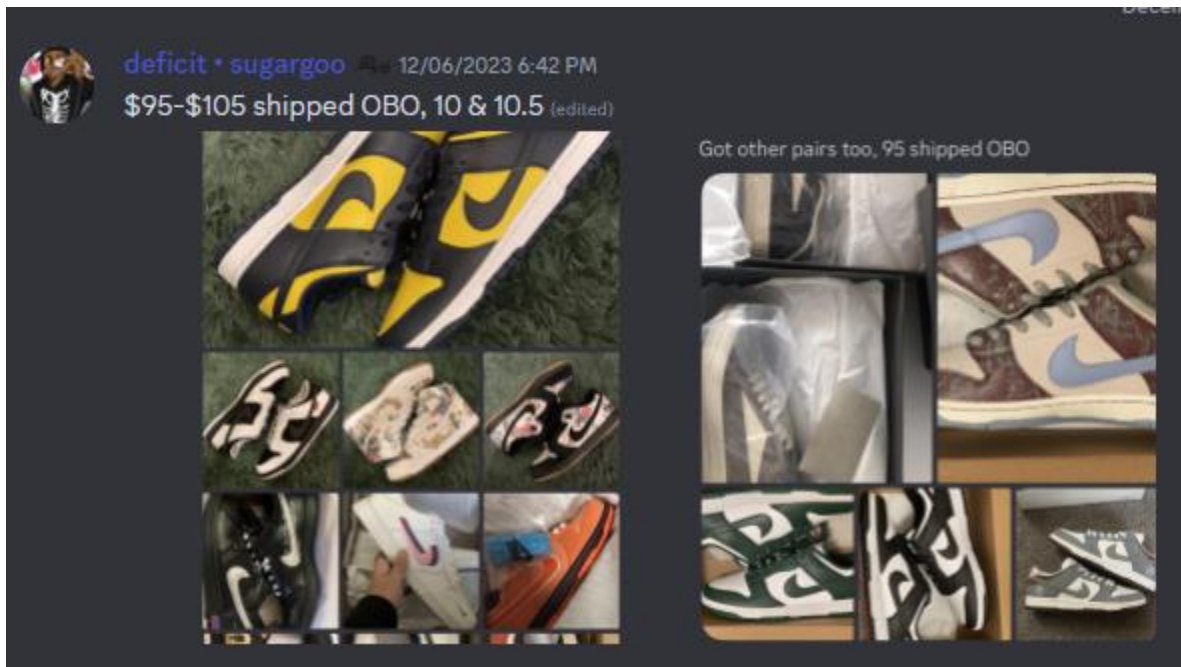 deficit • sugargoo 12/06/2023 6:42 PM
$95-$105 shipped OBO, 10 & 10.5 (edited)
Got other pairs too, 95 shipped OBO